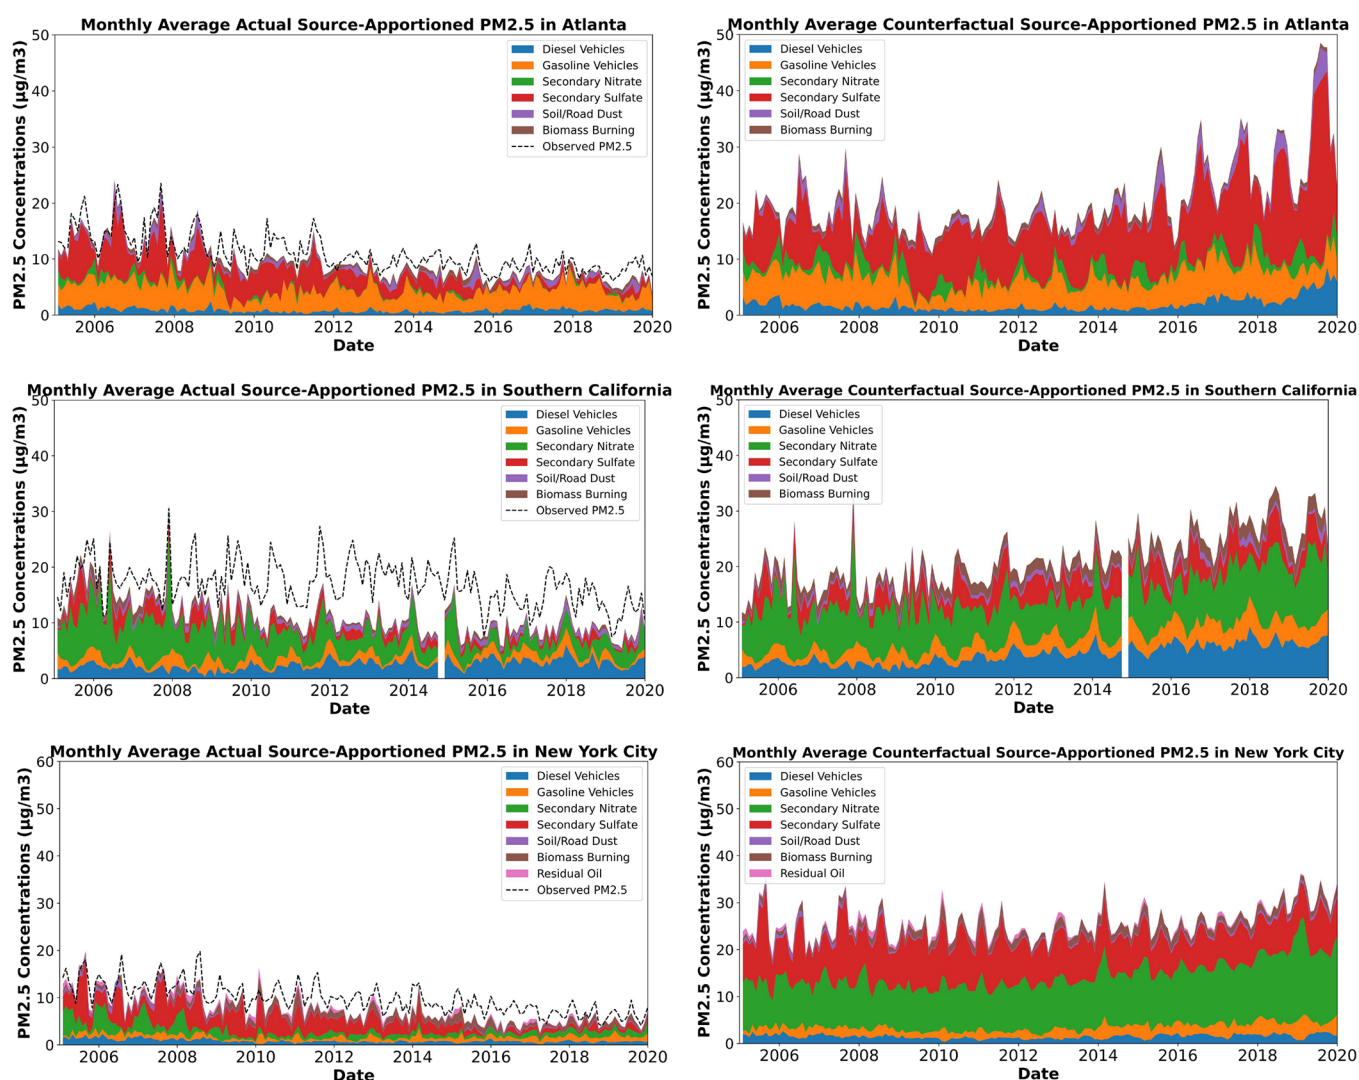 Monthly Average Actual Source-Apportioned PM2.5 in Atlanta
PM2.5 Concentrations (μg/m3)
50
40
30
20
10
0
Diesel Vehicles
Gasoline Vehicles
Secondary Nitrate
Secondary Sulfate
Soil/Road Dust
Biomass Burning
Observed PM2.5
2006 2008 2010 2012 2014 2016 2018 2020
Date
Monthly Average Counterfactual Source-Apportioned PM2.5 in Atlanta
PM2.5 Concentrations (μg/m3)
50
40
30
20
10
0
Diesel Vehicles
Gasoline Vehicles
Secondary Nitrate
Secondary Sulfate
Soil/Road Dust
Biomass Burning
2006 2008 2010 2012 2014 2016 2018 2020
Date
Monthly Average Actual Source-Apportioned PM2.5 in Southern California
PM2.5 Concentrations (μg/m3)
50
40
30
20
10
0
Diesel Vehicles
Gasoline Vehicles
Secondary Nitrate
Secondary Sulfate
Soil/Road Dust
Biomass Burning
Observed PM2.5
2006 2008 2010 2012 2014 2016 2018 2020
Date
Monthly Average Counterfactual Source-Apportioned PM2.5 in Southern California
PM2.5 Concentrations (μg/m3)
50
40
30
20
10
0
Diesel Vehicles
Gasoline Vehicles
Secondary Nitrate
Secondary Sulfate
Soil/Road Dust
Biomass Burning
2006 2008 2010 2012 2014 2016 2018 2020
Date
Monthly Average Actual Source-Apportioned PM2.5 in New York City
PM2.5 Concentrations (μg/m3)
60
50
40
30
20
10
0
Diesel Vehicles
Gasoline Vehicles
Secondary Nitrate
Secondary Sulfate
Soil/Road Dust
Biomass Burning
Residual Oil
Observed PM2.5
2006 2008 2010 2012 2014 2016 2018 2020
Date
Monthly Average Counterfactual Source-Apportioned PM2.5 in New York City
PM2.5 Concentrations (μg/m3)
60
50
40
30
20
10
0
Diesel Vehicles
Gasoline Vehicles
Secondary Nitrate
Secondary Sulfate
Soil/Road Dust
Biomass Burning
Residual Oil
2006 2008 2010 2012 2014 2016 2018 2020
Date